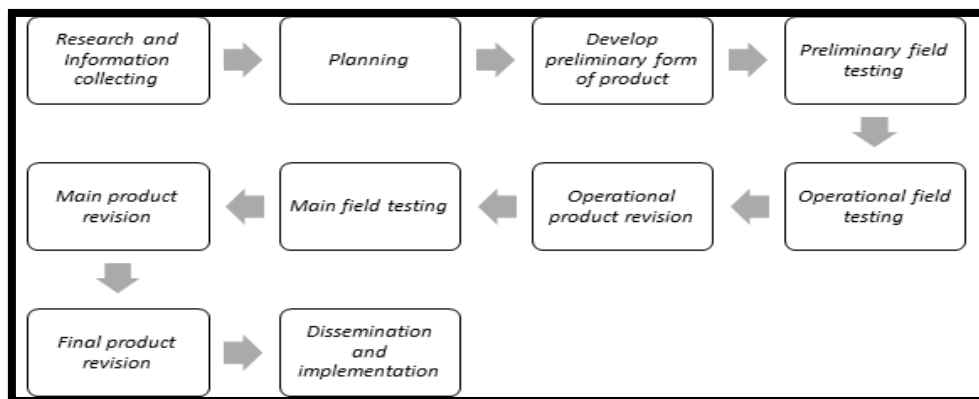 Research and
Information
collecting
Planning
Develop
preliminary form
of product
Preliminary field
testing
Operational field
testing
Operational
product revision
Main field testing
Main product
revision
Final product
revision
Dissemination
and
implementation